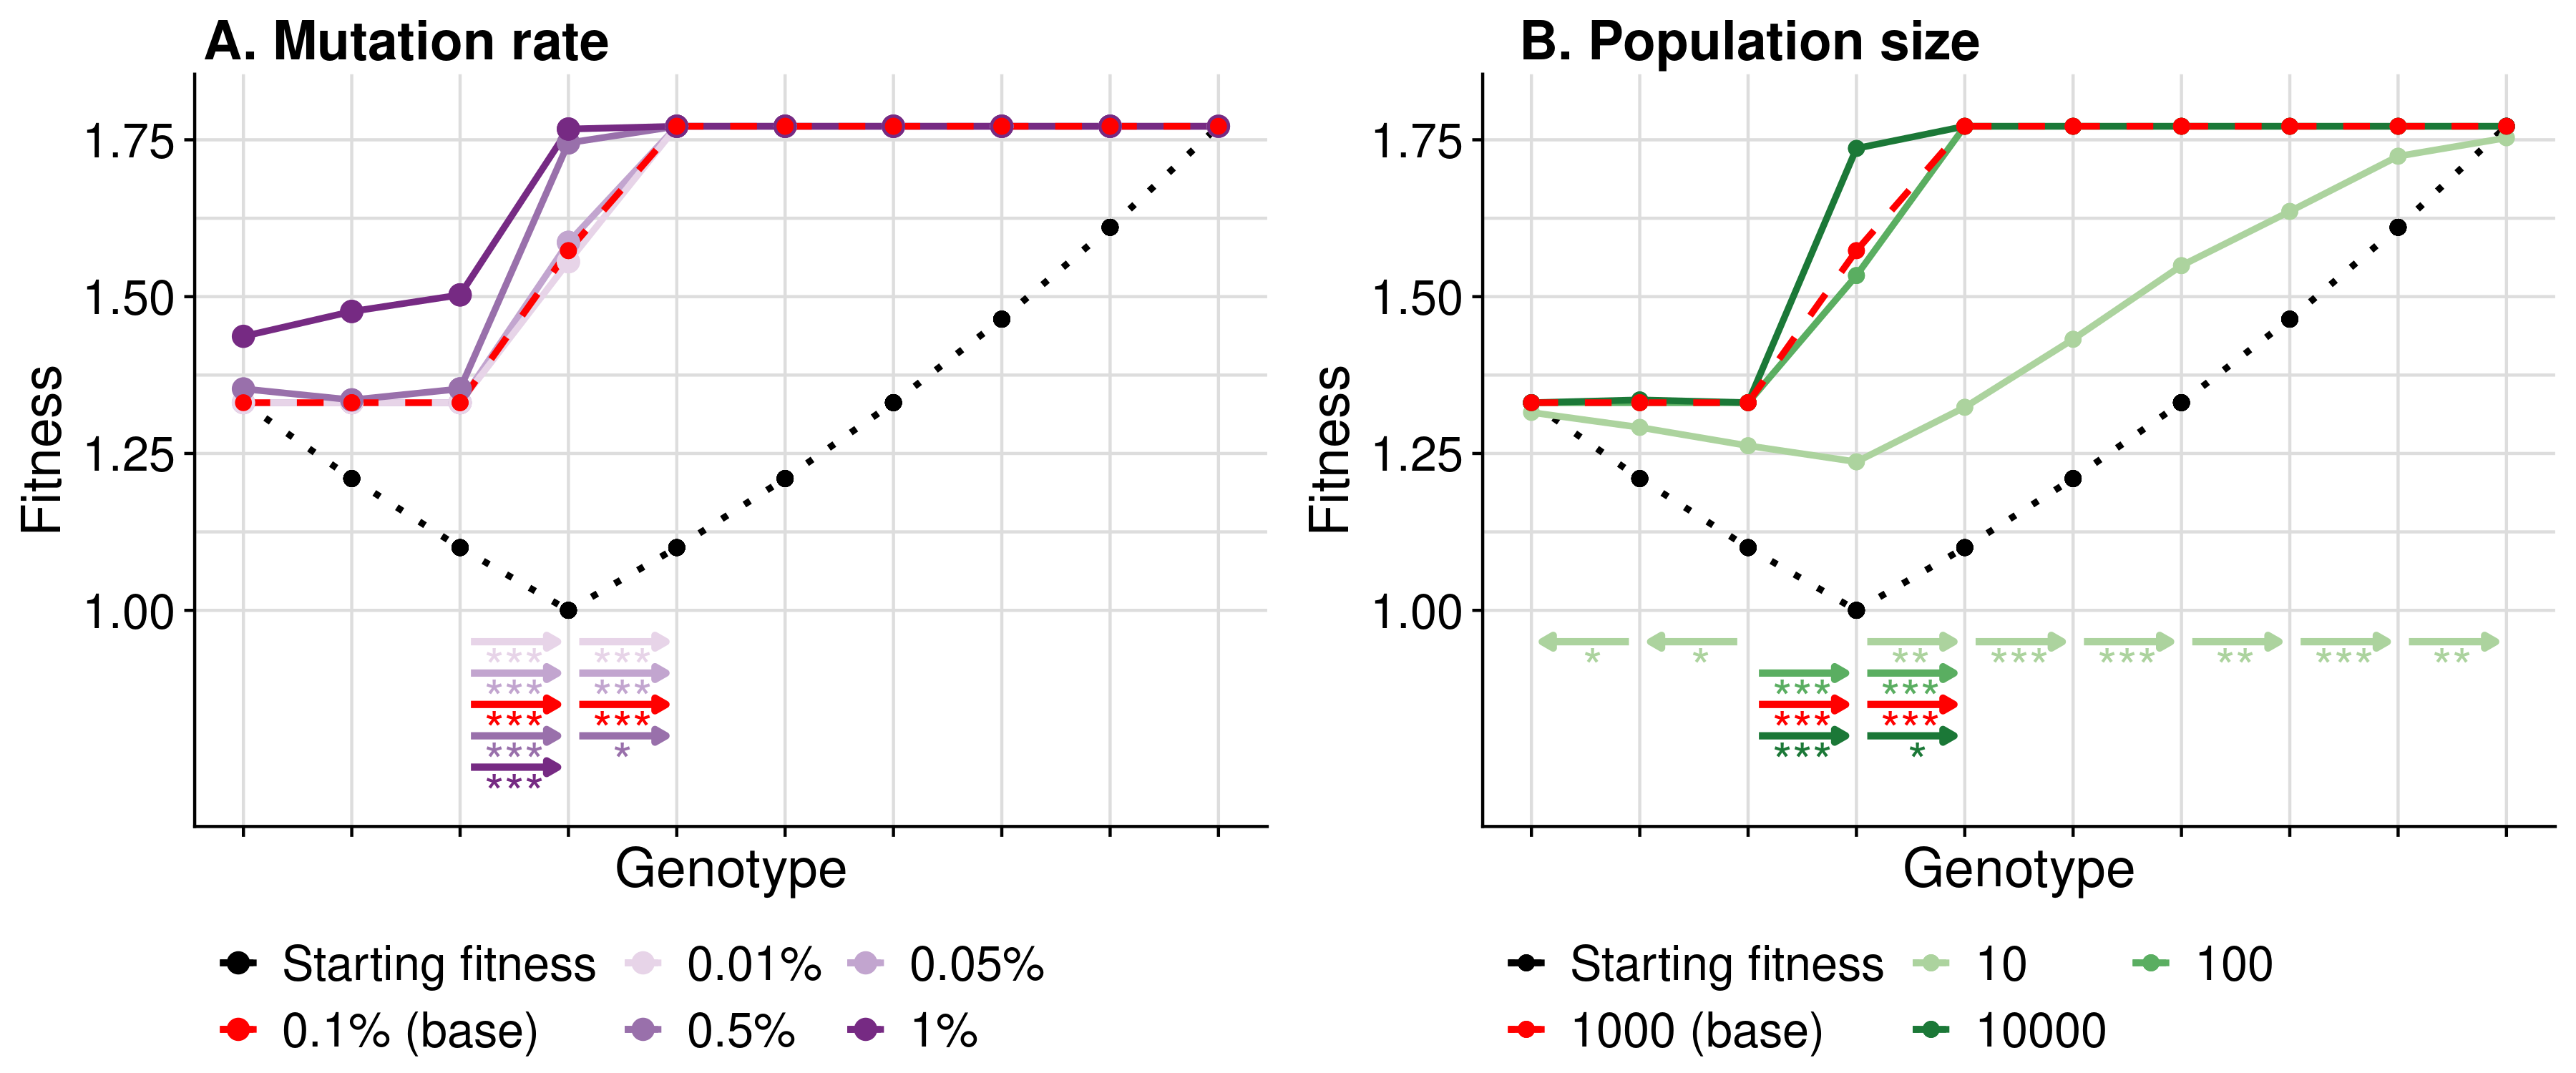 A. Mutation rate
Fitness
1.75
1.50
1.25
1.00
*** ***
*** ***
*** ***
*** *
***
Genotype
Starting fitness 0.01% 0.05%
0.1% (base) 0.5% 1%
B. Population size
Fitness
1.75
1.50
1.25
1.00
* * ** *** *** ** *** **
*** ***
*** ***
*** *
Genotype
Starting fitness 10 100
1000 (base) 10000